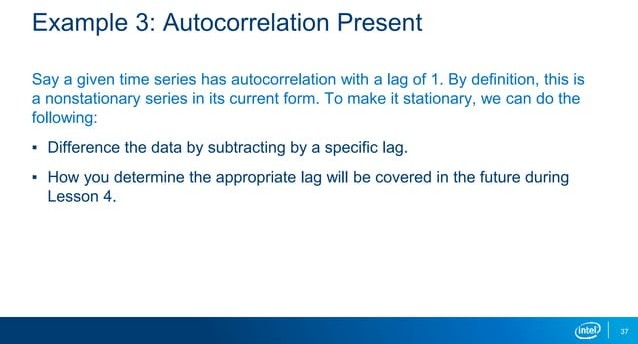 Example 3: Autocorrelation Present
Say a given time series has autocorrelation with a lag of 1. By definition, this is
a nonstationary series in its current form. To make it stationary, we can do the
following:
▪ Difference the data by subtracting by a specific lag.
▪ How you determine the appropriate lag will be covered in the future during
Lesson 4.
intel
37